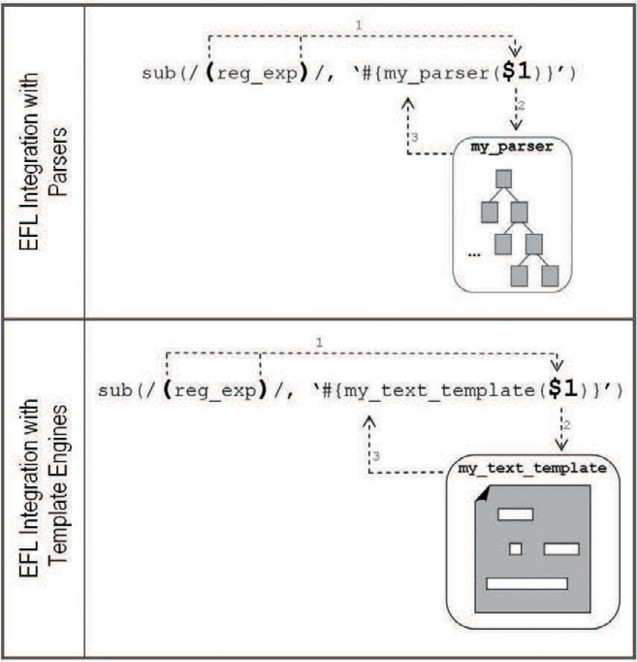 EFL Integration with
Parsers
1
sub(/(reg_exp)/, ‘#{my_parser($1)}’)
2
3
my_parser
...
EFL Integration with
Template Engines
1
sub(/(reg_exp)/, ‘#{my_text_template($1)}’)
2
3
my_text_template